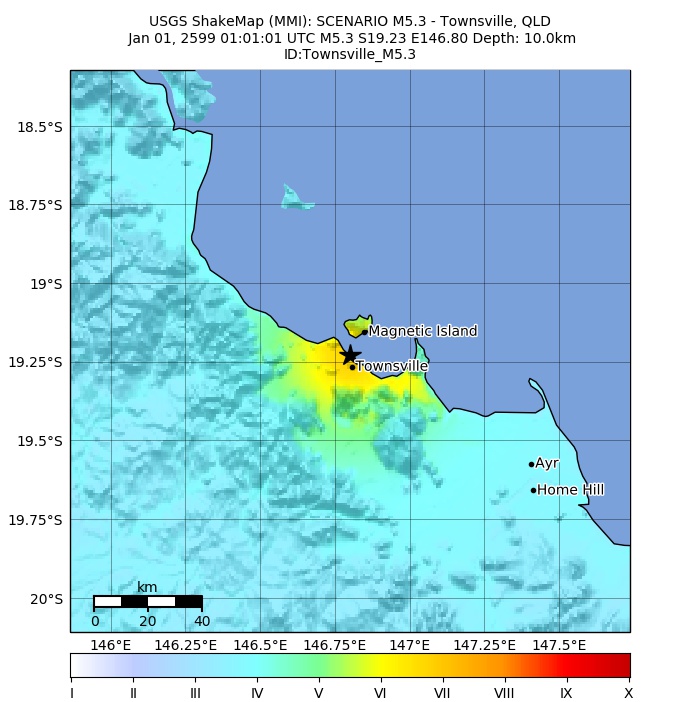 USGS ShakeMap (MMI): SCENARIO M5.3 - Townsville, QLD
Jan 01, 2599 01:01:01 UTC M5.3 S19.23 E146.80 Depth: 10.0km
ID:Townsville_M5.3
18.5°S
18.75°S
19°S
Magnetic Island
19.25°S
Townsville
19.5°S
Ayr
Home Hill
19.75°S
km
20°S
0 20 40
146°E 146.25°E 146.5°E 146.75°E 147°E 147.25°E 147.5°E
I II III IV V VI VII VIII IX X